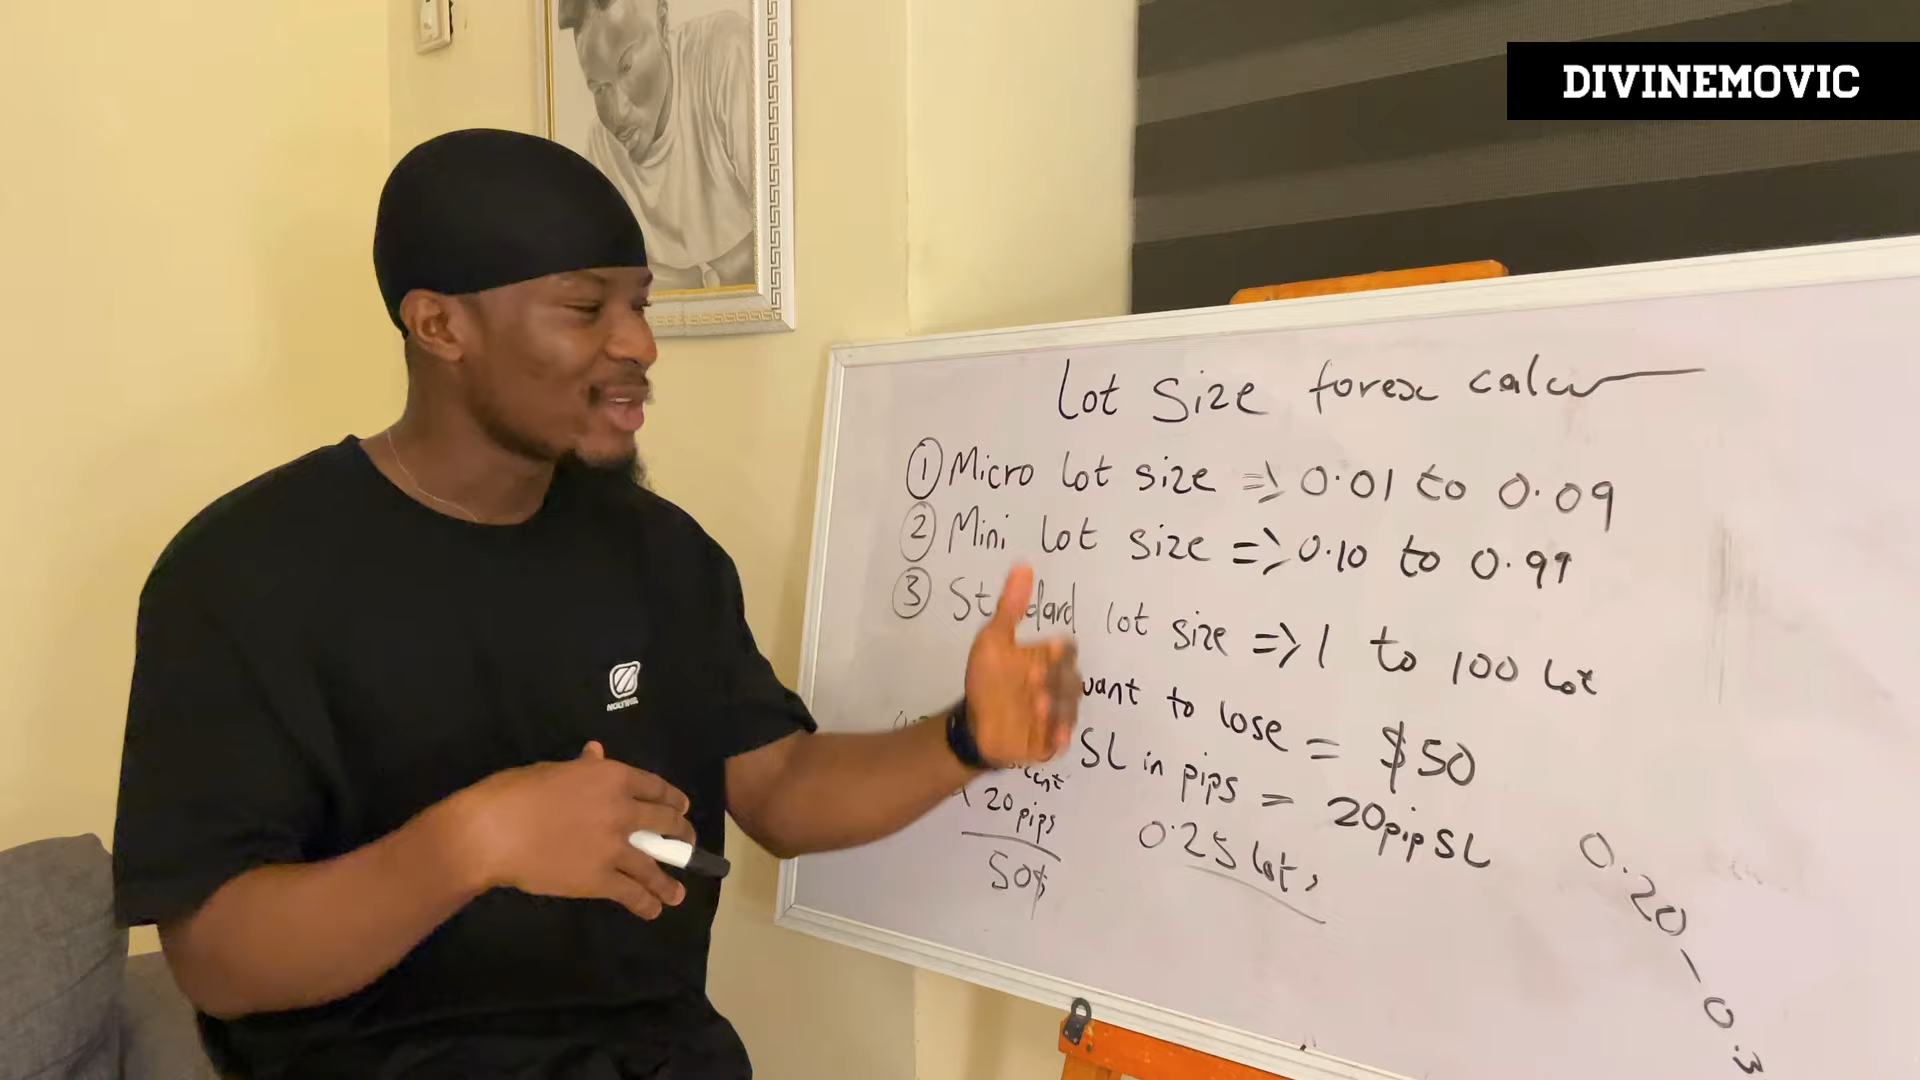 DIVINEMOVIC
Lot Size forex calcu
① Micro lot size => 0.01 to 0.09
② Mini lot size => 0.10 to 0.99
③ Standard lot size => 1 to 100 lot
want to lose = $50
SL in pips = 20pip SL
20 pips
50$
0.25 lots
0.20 - 0.3